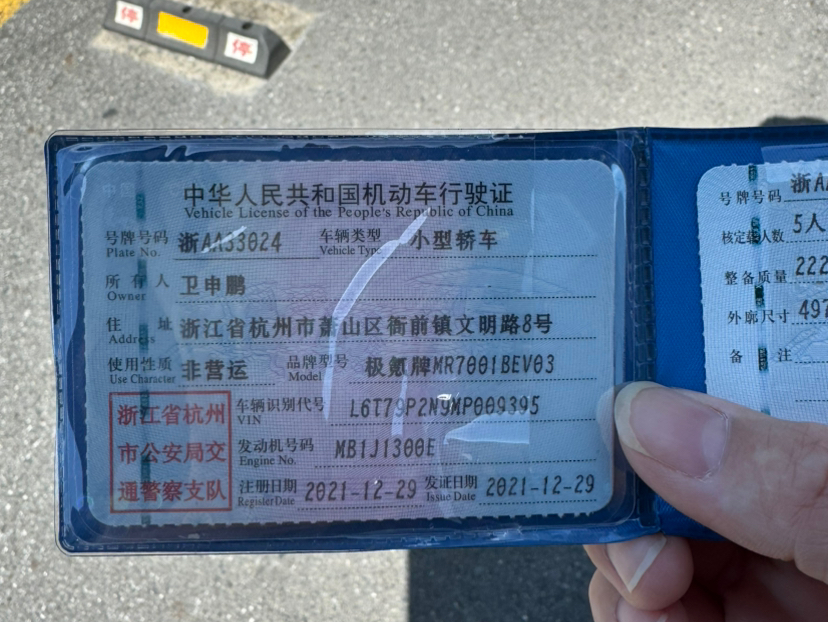 停 停
中华人民共和国机动车行驶证
Vehicle License of the People's Republic of China
号牌号码 浙AA33024 车辆类型 小型轿车
Plate No. Vehicle Type
所有人 卫申鹏
Owner
住址 浙江省杭州市萧山区衙前镇文明路8号
Address
使用性质 非营运 品牌型号 极氪牌MR7001BEV03
Use Character Model
浙江省杭州
市公安局交
通警察支队
车辆识别代号 L6T79P2N9MP009395
VIN
发动机号码 MB1J1300E
Engine No.
注册日期 2021-12-29 发证日期 2021-12-29
Register Date Issue Date
号牌号码 浙A
核定载人数 5人
整备质量 222
外廓尺寸 497
备注